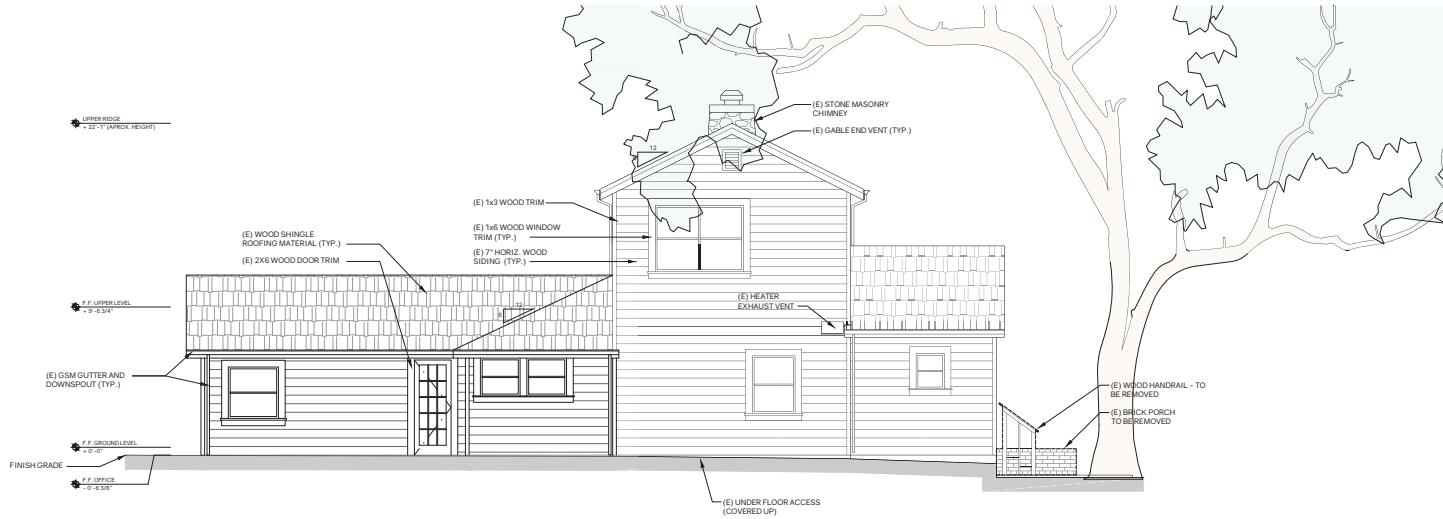 (E) STONE MASONRY
CHIMNEY
UPPER RIDGE
+ 22'-1" (APROX. HEIGHT)
(E) GABLE END VENT (TYP.)
12
(E) 1x3 WOOD TRIM
(E) 1x6 WOOD WINDOW
TRIM (TYP.)
(E) WOOD SHINGLE
ROOFING MATERIAL (TYP.)
(E) 7" HORIZ. WOOD
SIDING (TYP.)
(E) 2X6 WOOD DOOR TRIM
(E) HEATER
EXHAUST VENT
F.F. UPPER LEVEL
+ 9'-6 3/4"
12
6
(E) GSM GUTTER AND
DOWNSPOUT (TYP.)
(E) WOOD HANDRAIL - TO
BE REMOVED
(E) BRICK PORCH
TO BE REMOVED
F.F. GROUND LEVEL
+ 0'-0"
FINISH GRADE
F.F. OFFICE
- 0'-6 3/8"
(E) UNDER FLOOR ACCESS
(COVERED UP)